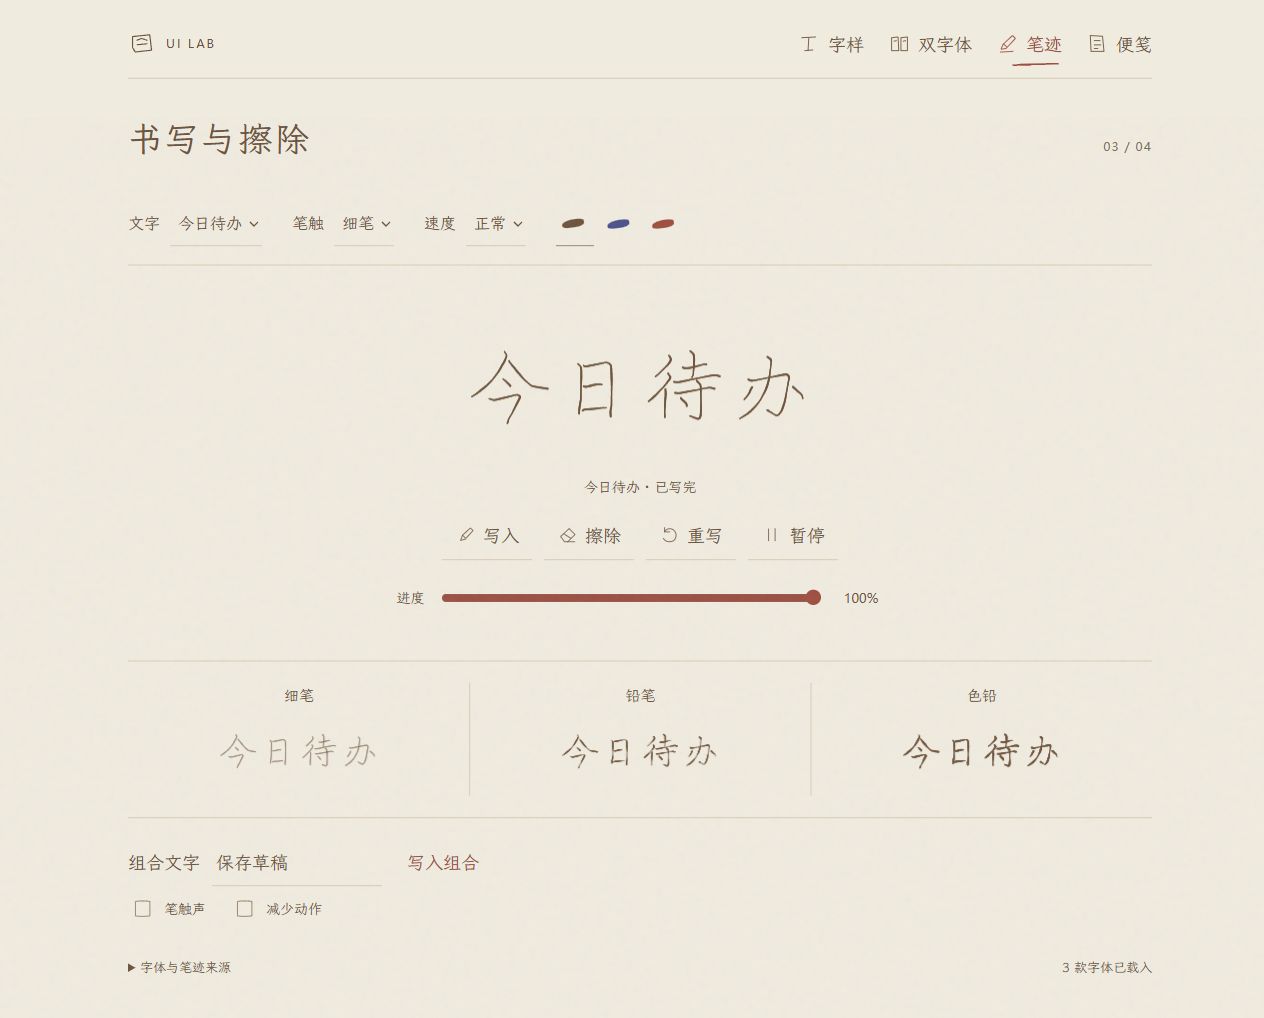 UI LAB 字样 双字体 笔迹 便笺
书写与擦除 03 / 04
文字 今日待办 笔触 细笔 速度 正常
今日待办
今日待办·已写完
写入 擦除 重写 暂停
进度 100%
细笔 铅笔 色铅
今日待办 今日待办 今日待办
组合文字 保存草稿 写入组合
笔触声 减少动作
字体与笔迹来源 3 款字体已载入